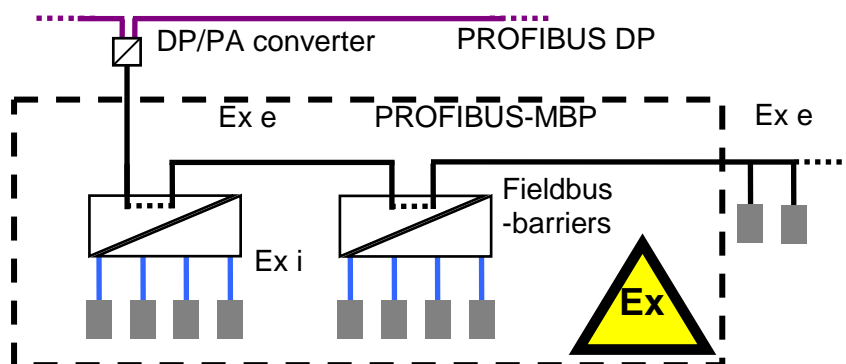 DP/PA converter
PROFIBUS DP
Ex e
PROFIBUS-MBP
Ex e
Fieldbus
-barriers
Ex i
Ex